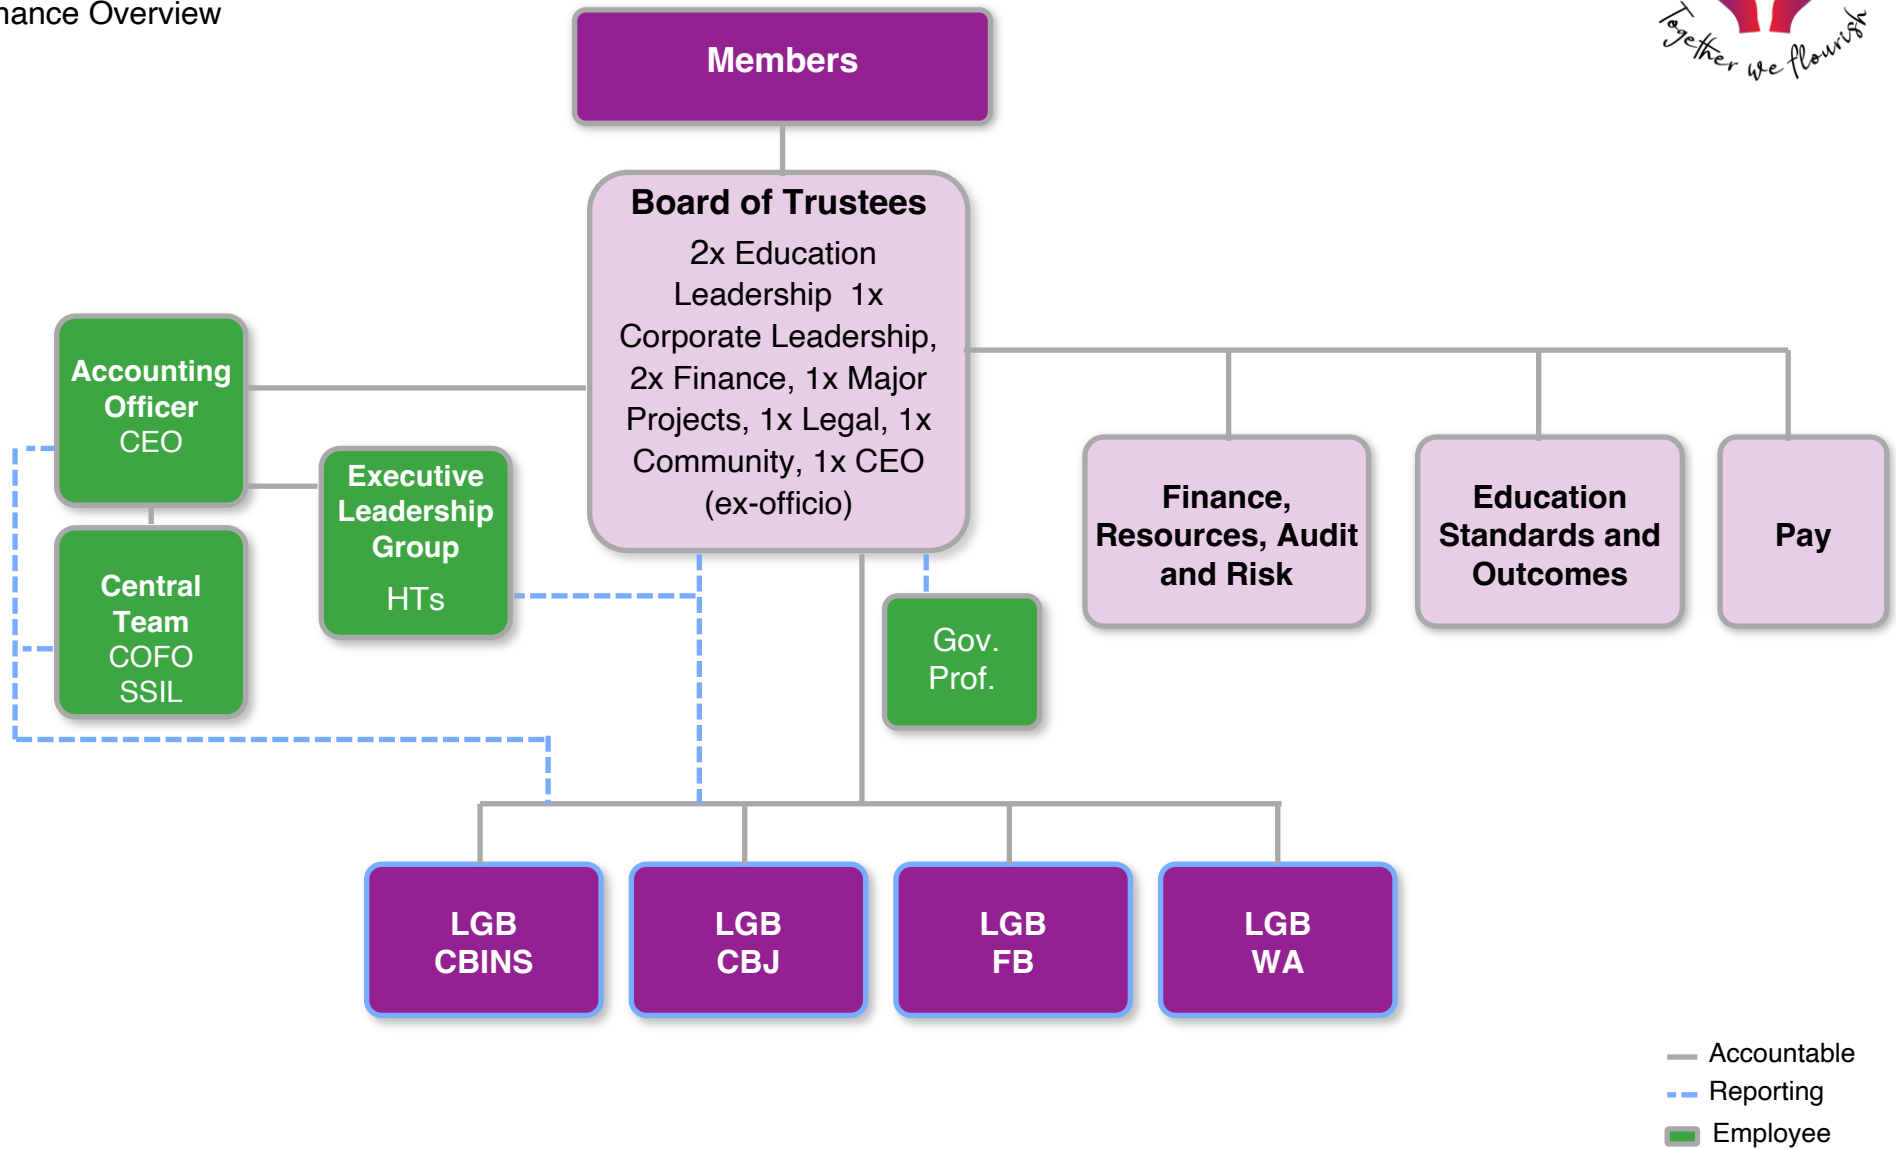 Overview
Together we flourish
Members
Board of Trustees
2x Education
Leadership 1x
Corporate Leadership,
2x Finance, 1x Major
Projects, 1x Legal, 1x
Community, 1x CEO
(ex-officio)
Accounting
Officer
CEO
Executive
Leadership
Group
HTs
Central
Team
COFO
SSIL
Gov.
Prof.
Finance,
Resources, Audit
and Risk
Education
Standards and
Outcomes
Pay
LGB
CBINS
LGB
CBJ
LGB
FB
LGB
WA
Accountable
Reporting
Employee